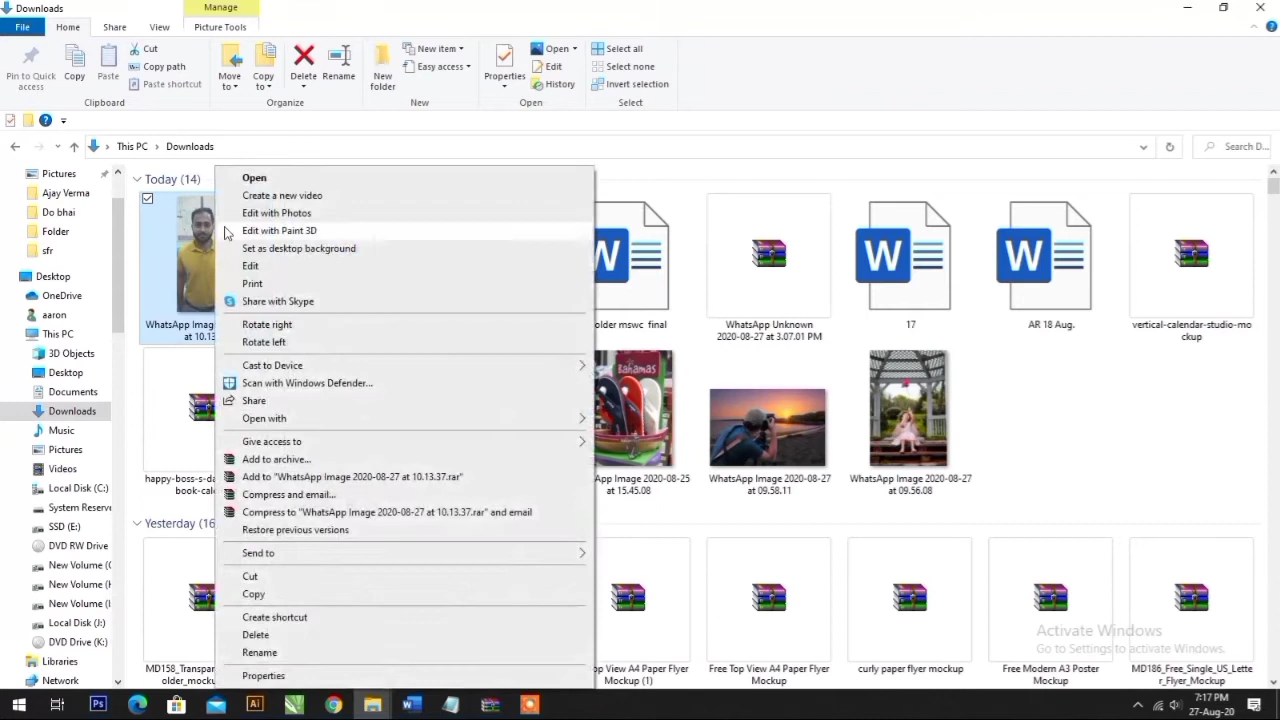 Downloads
Manage
File
Home
Share
View
Picture Tools
Pin to Quick access
Copy
Paste
Cut
Copy path
Paste shortcut
Clipboard
Move to
Copy to
Delete
Rename
Organize
New folder
New item
Easy access
New
Properties
Open
Edit
History
Open
Select all
Select none
Invert selection
Select
This PC
Downloads
Search D...
Pictures
Ajay Verma
Do bhai
Folder
sfr
Desktop
OneDrive
aaron
This PC
3D Objects
Desktop
Documents
Downloads
Music
Pictures
Videos
Local Disk (C:)
System Reserve
SSD (E:)
DVD RW Drive
New Volume (
New Volume (
New Volume (
Local Disk (J:)
DVD Drive (K:)
Libraries
Network
Today (14)
WhatsApp Imag
at 10.13
happy-boss-s-da
book-cal
Yesterday (16
MD158_Transpar
older_mocku
Open
Create a new video
Edit with Photos
Edit with Paint 3D
Set as desktop background
Edit
Print
Share with Skype
Rotate right
Rotate left
Cast to Device
Scan with Windows Defender...
Share
Open with
Give access to
Add to archive...
Add to "WhatsApp Image 2020-08-27 at 10.13.37.rar"
Compress and email...
Compress to "WhatsApp Image 2020-08-27 at 10.13.37.rar" and email
Restore previous versions
Send to
Cut
Copy
Create shortcut
Delete
Rename
Properties
older mswc final
WhatsApp Unknown
2020-08-27 at 3.07.01 PM
17
AR 18 Aug.
vertical-calendar-studio-mo
ckup
Bahamas
App Image 2020-08-25
at 15.45.08
WhatsApp Image 2020-08-27
at 09.58.11
WhatsApp Image 2020-08-27
at 09.56.08
op View A4 Paper Flyer
Mockup (1)
Free Top View A4 Paper Flyer
Mockup
curly paper flyer mockup
Free Modern A3 Poster
Mockup
MD186_Free_Single_US_Lette
r_Flyer_Mockup
Activate Windows
Go to Settings to activate Windows.
7:17 PM
27-Aug-20